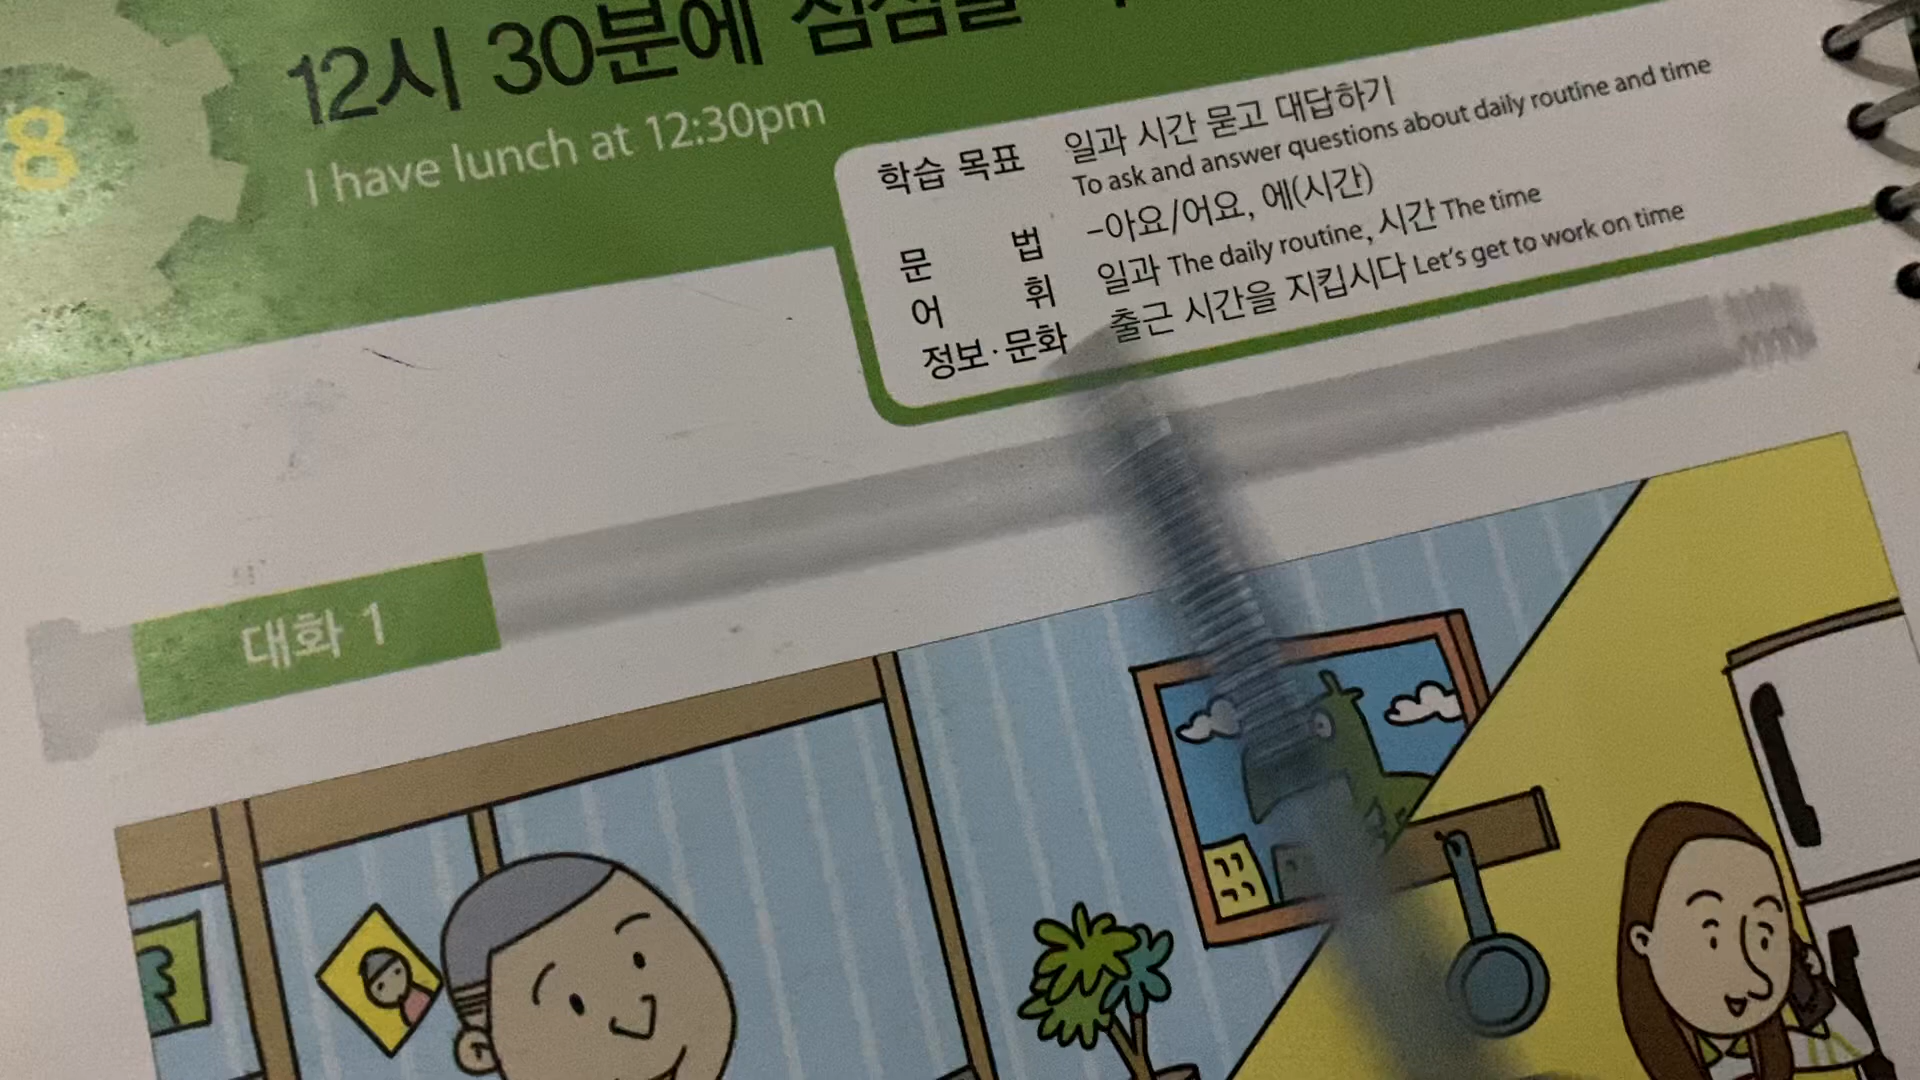 8
12시 30분에 점심을
I have lunch at 12:30pm
학습 목표 일과 시간 묻고 대답하기
To ask and answer questions about daily routine and time
문 법 –아요/어요, 에(시간)
어 휘 일과 The daily routine, 시간 The time
정보·문화 출근 시간을 지킵시다 Let's get to work on time
대화 1